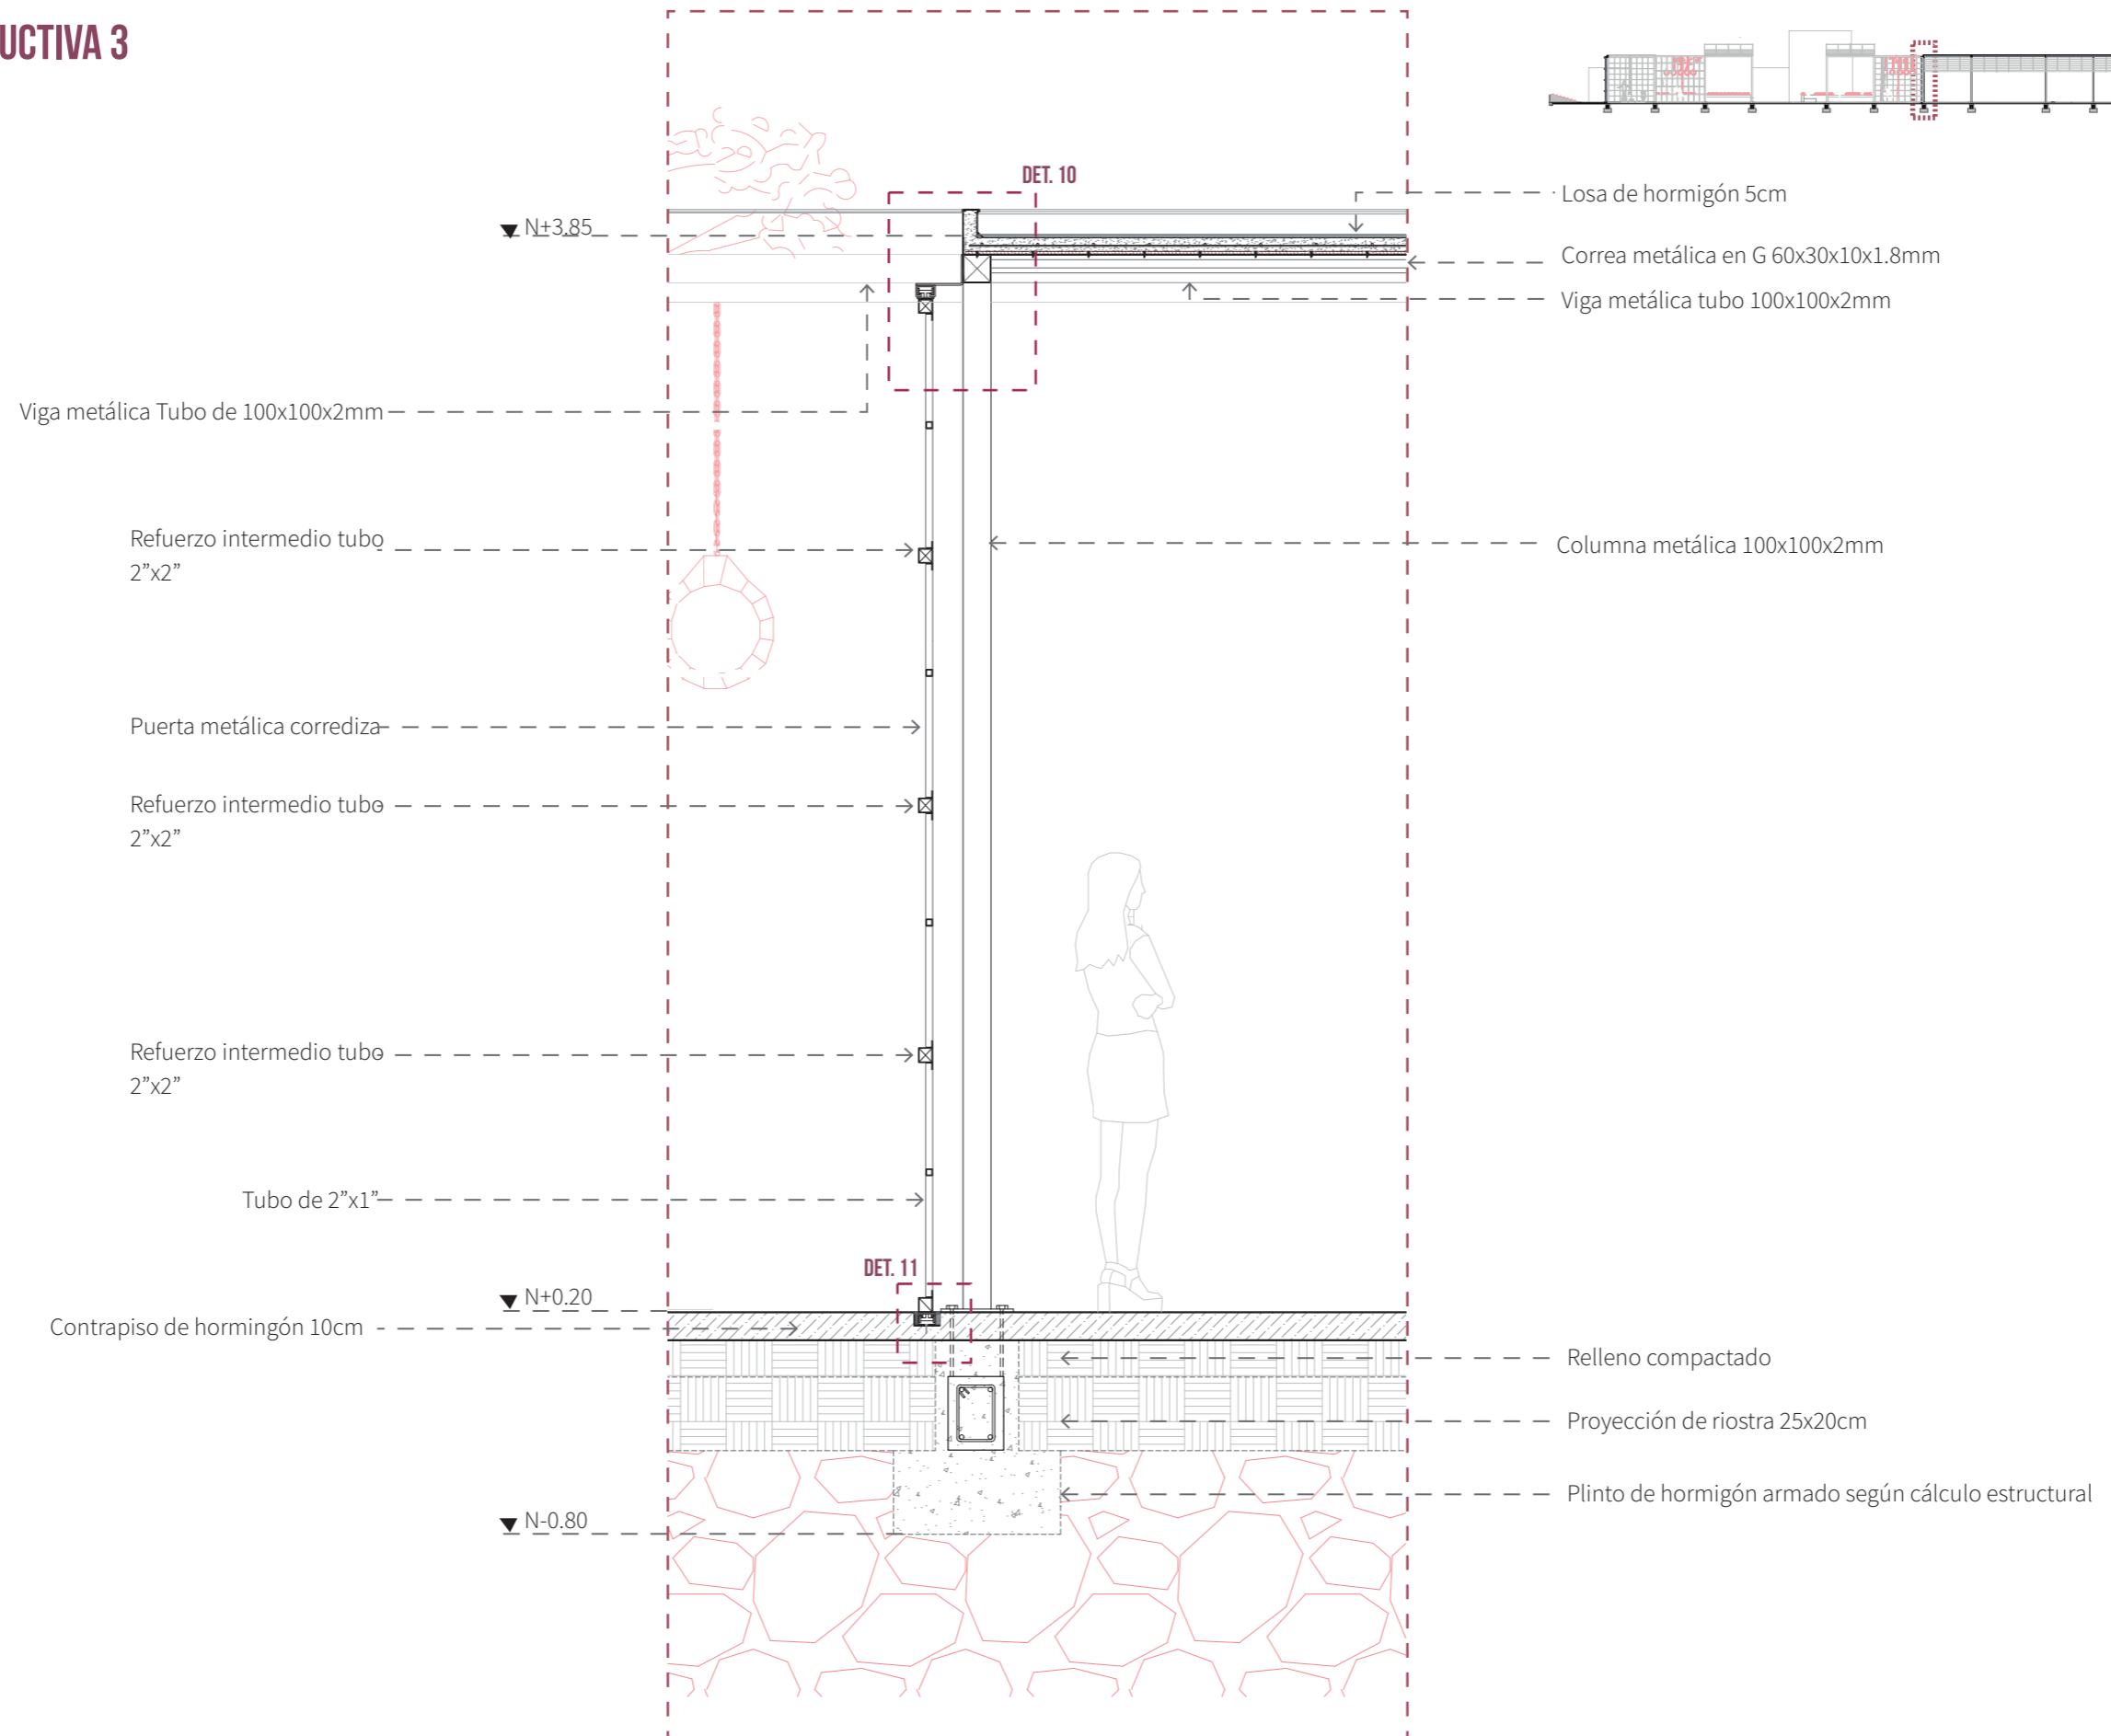 UCTIVA 3
DET. 10
Losa de hormigón 5cm
N+3.85
Correa metálica en G 60x30x10x1.8mm
Viga metálica tubo 100x100x2mm
Viga metálica Tubo de 100x100x2mm
Refuerzo intermedio tubo
2”x2”
Columna metálica 100x100x2mm
Puerta metálica corrediza
Refuerzo intermedio tubo
2”x2”
Refuerzo intermedio tubo
2”x2”
Tubo de 2”x1”
DET. 11
N+0.20
Contrapiso de hormingón 10cm
Relleno compactado
Proyección de riostra 25x20cm
Plinto de hormigón armado según cálculo estructural
N-0.80